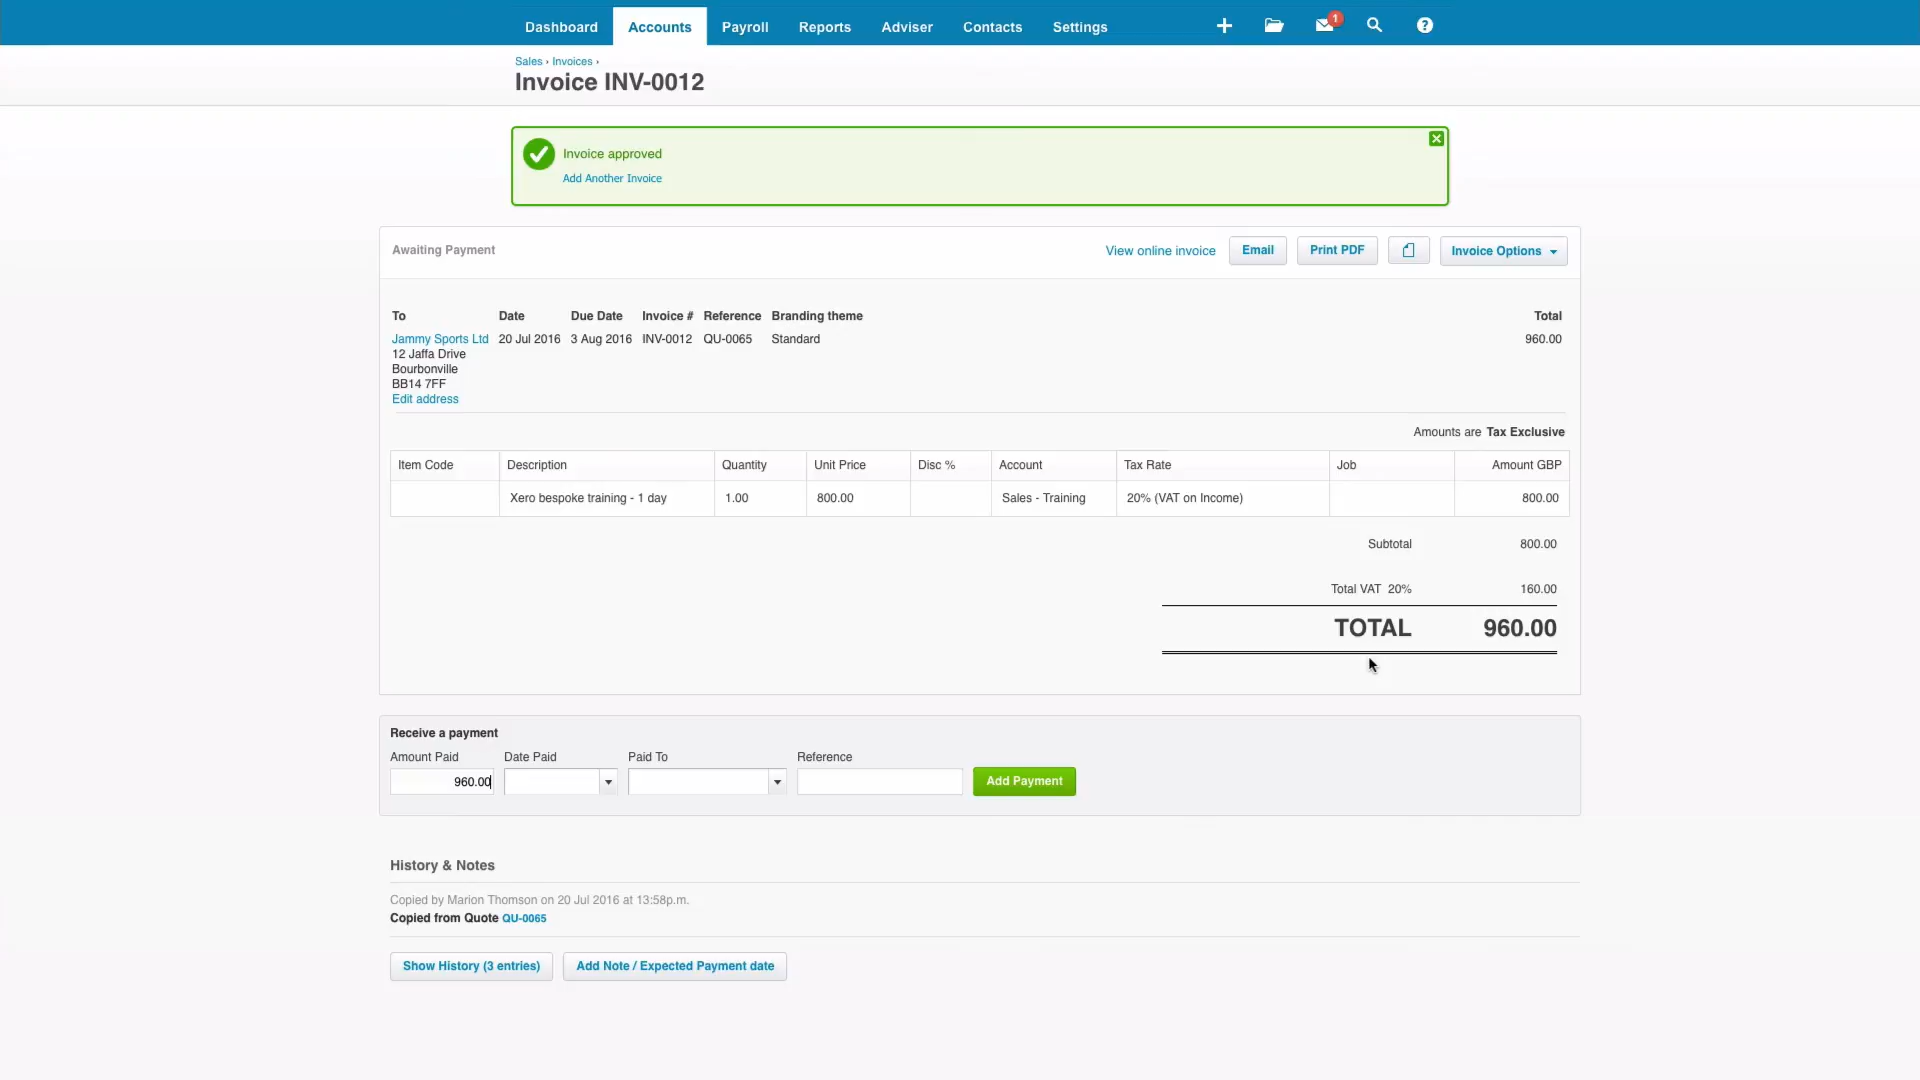 Dashboard Accounts Payroll Reports Adviser Contacts Settings 1 ?
Sales › Invoices ›
Invoice INV-0012
Invoice approved
Add Another Invoice
Awaiting Payment View online invoice Email Print PDF Invoice Options
To Date Due Date Invoice # Reference Branding theme Total
Jammy Sports Ltd 20 Jul 2016 3 Aug 2016 INV-0012 QU-0065 Standard 960.00
12 Jaffa Drive
Bourbonville
BB14 7FF
Edit address
Amounts are Tax Exclusive
Item Code Description Quantity Unit Price Disc % Account Tax Rate Job Amount GBP
Xero bespoke training - 1 day 1.00 800.00 Sales - Training 20% (VAT on Income) 800.00
Subtotal 800.00
Total VAT 20% 160.00
TOTAL 960.00
Receive a payment
Amount Paid Date Paid Paid To Reference
960.00 Add Payment
History & Notes
Copied by Marion Thomson on 20 Jul 2016 at 13:58p.m.
Copied from Quote QU-0065
Show History (3 entries) Add Note / Expected Payment date